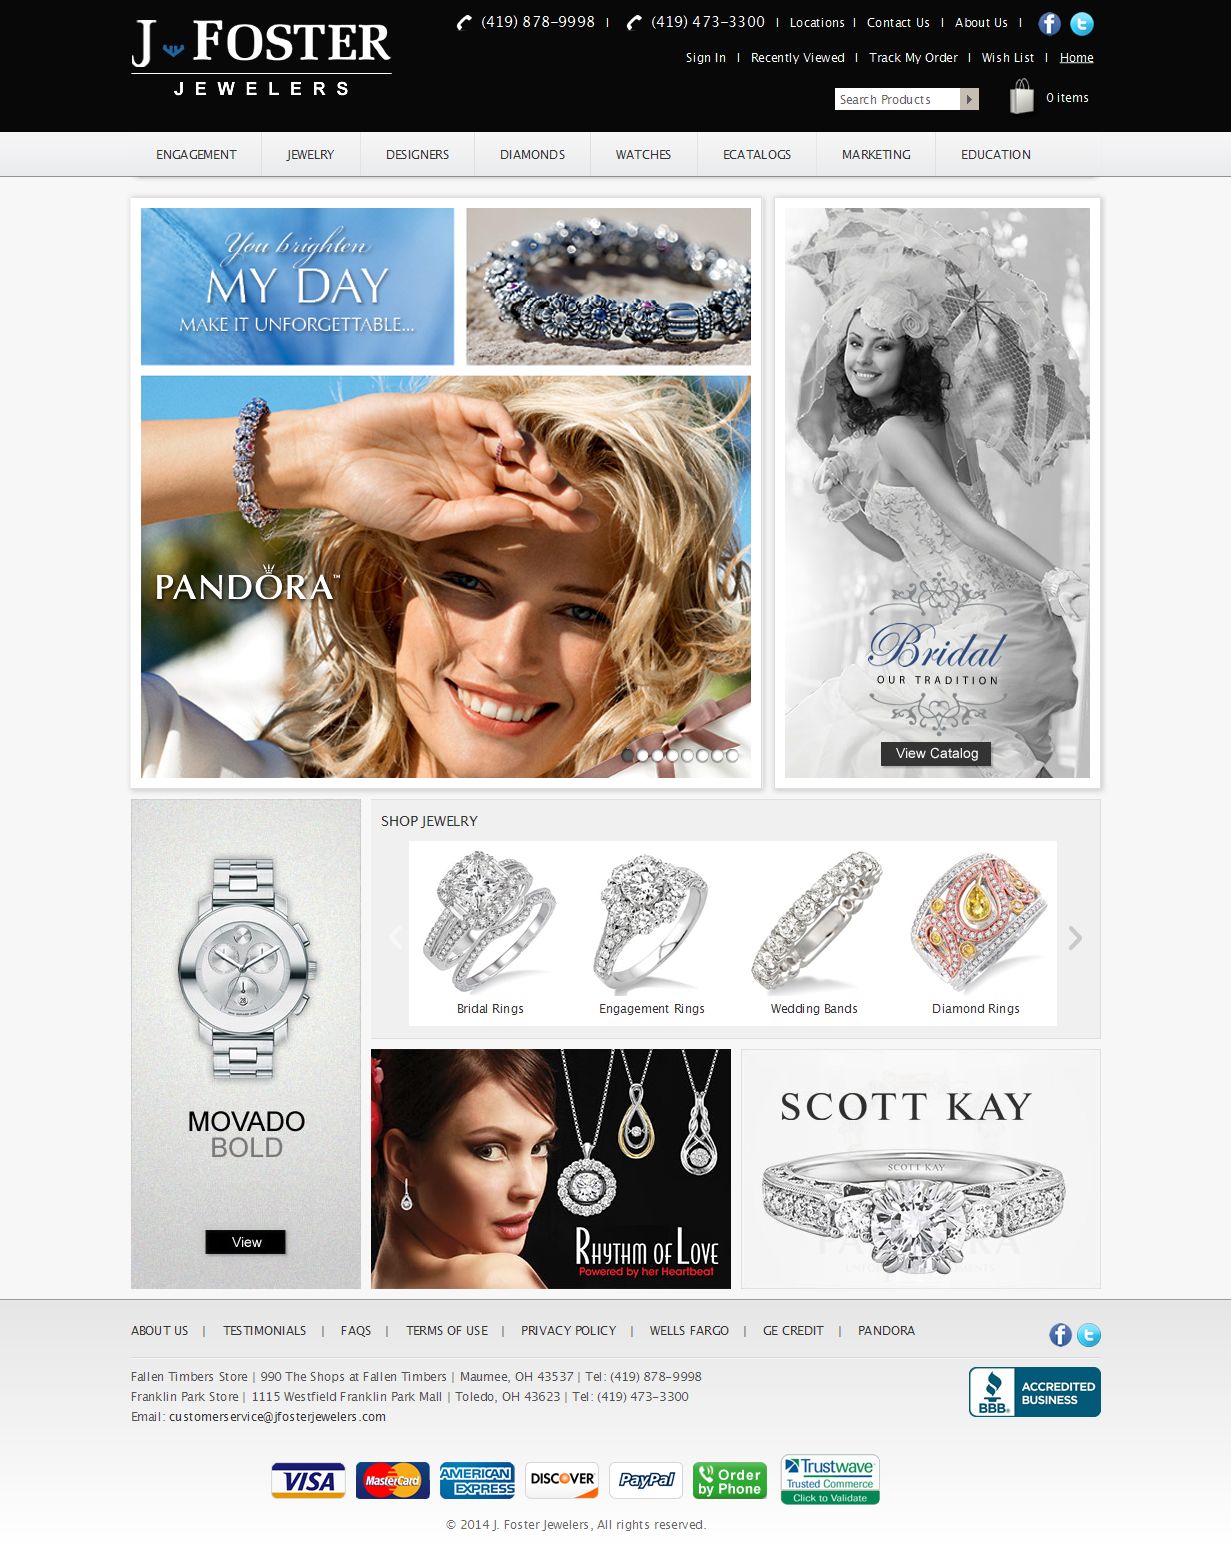 J FOSTER
JEWELERS
(419) 878-9998 | (419) 473-3300 | Locations | Contact Us | About Us |
Sign In | Recently Viewed | Track My Order | Wish List | Home
Search Products
0 items
ENGAGEMENT JEWELRY DESIGNERS DIAMONDS WATCHES ECATALOGS MARKETING EDUCATION
You brighten
MY DAY
MAKE IT UNFORGETTABLE...
PANDORA™
Bridal
OUR TRADITION
View Catalog
SHOP JEWELRY
Bridal Rings Engagement Rings Wedding Bands Diamond Rings
MOVADO
BOLD
View
RHYTHM OF LOVE
Powered by her Heartbeat
SCOTT KAY
SCOTT KAY
PANDORA
ABOUT US | TESTIMONIALS | FAQS | TERMS OF USE | PRIVACY POLICY | WELLS FARGO | GE CREDIT | PANDORA
Fallen Timbers Store | 990 The Shops at Fallen Timbers | Maumee, OH 43537 | Tel: (419) 878-9998
Franklin Park Store | 1115 Westfield Franklin Park Mall | Toledo, OH 43623 | Tel: (419) 473-3300
Email: customerservice@jfosterjewelers.com
BBB
ACCREDITED
BUSINESS
VISA
MasterCard
AMERICAN
EXPRESS
DISCOVER
PayPal
Order
by Phone
Trustwave
Trusted Commerce
Click to Validate
© 2014 J. Foster Jewelers, All rights reserved.